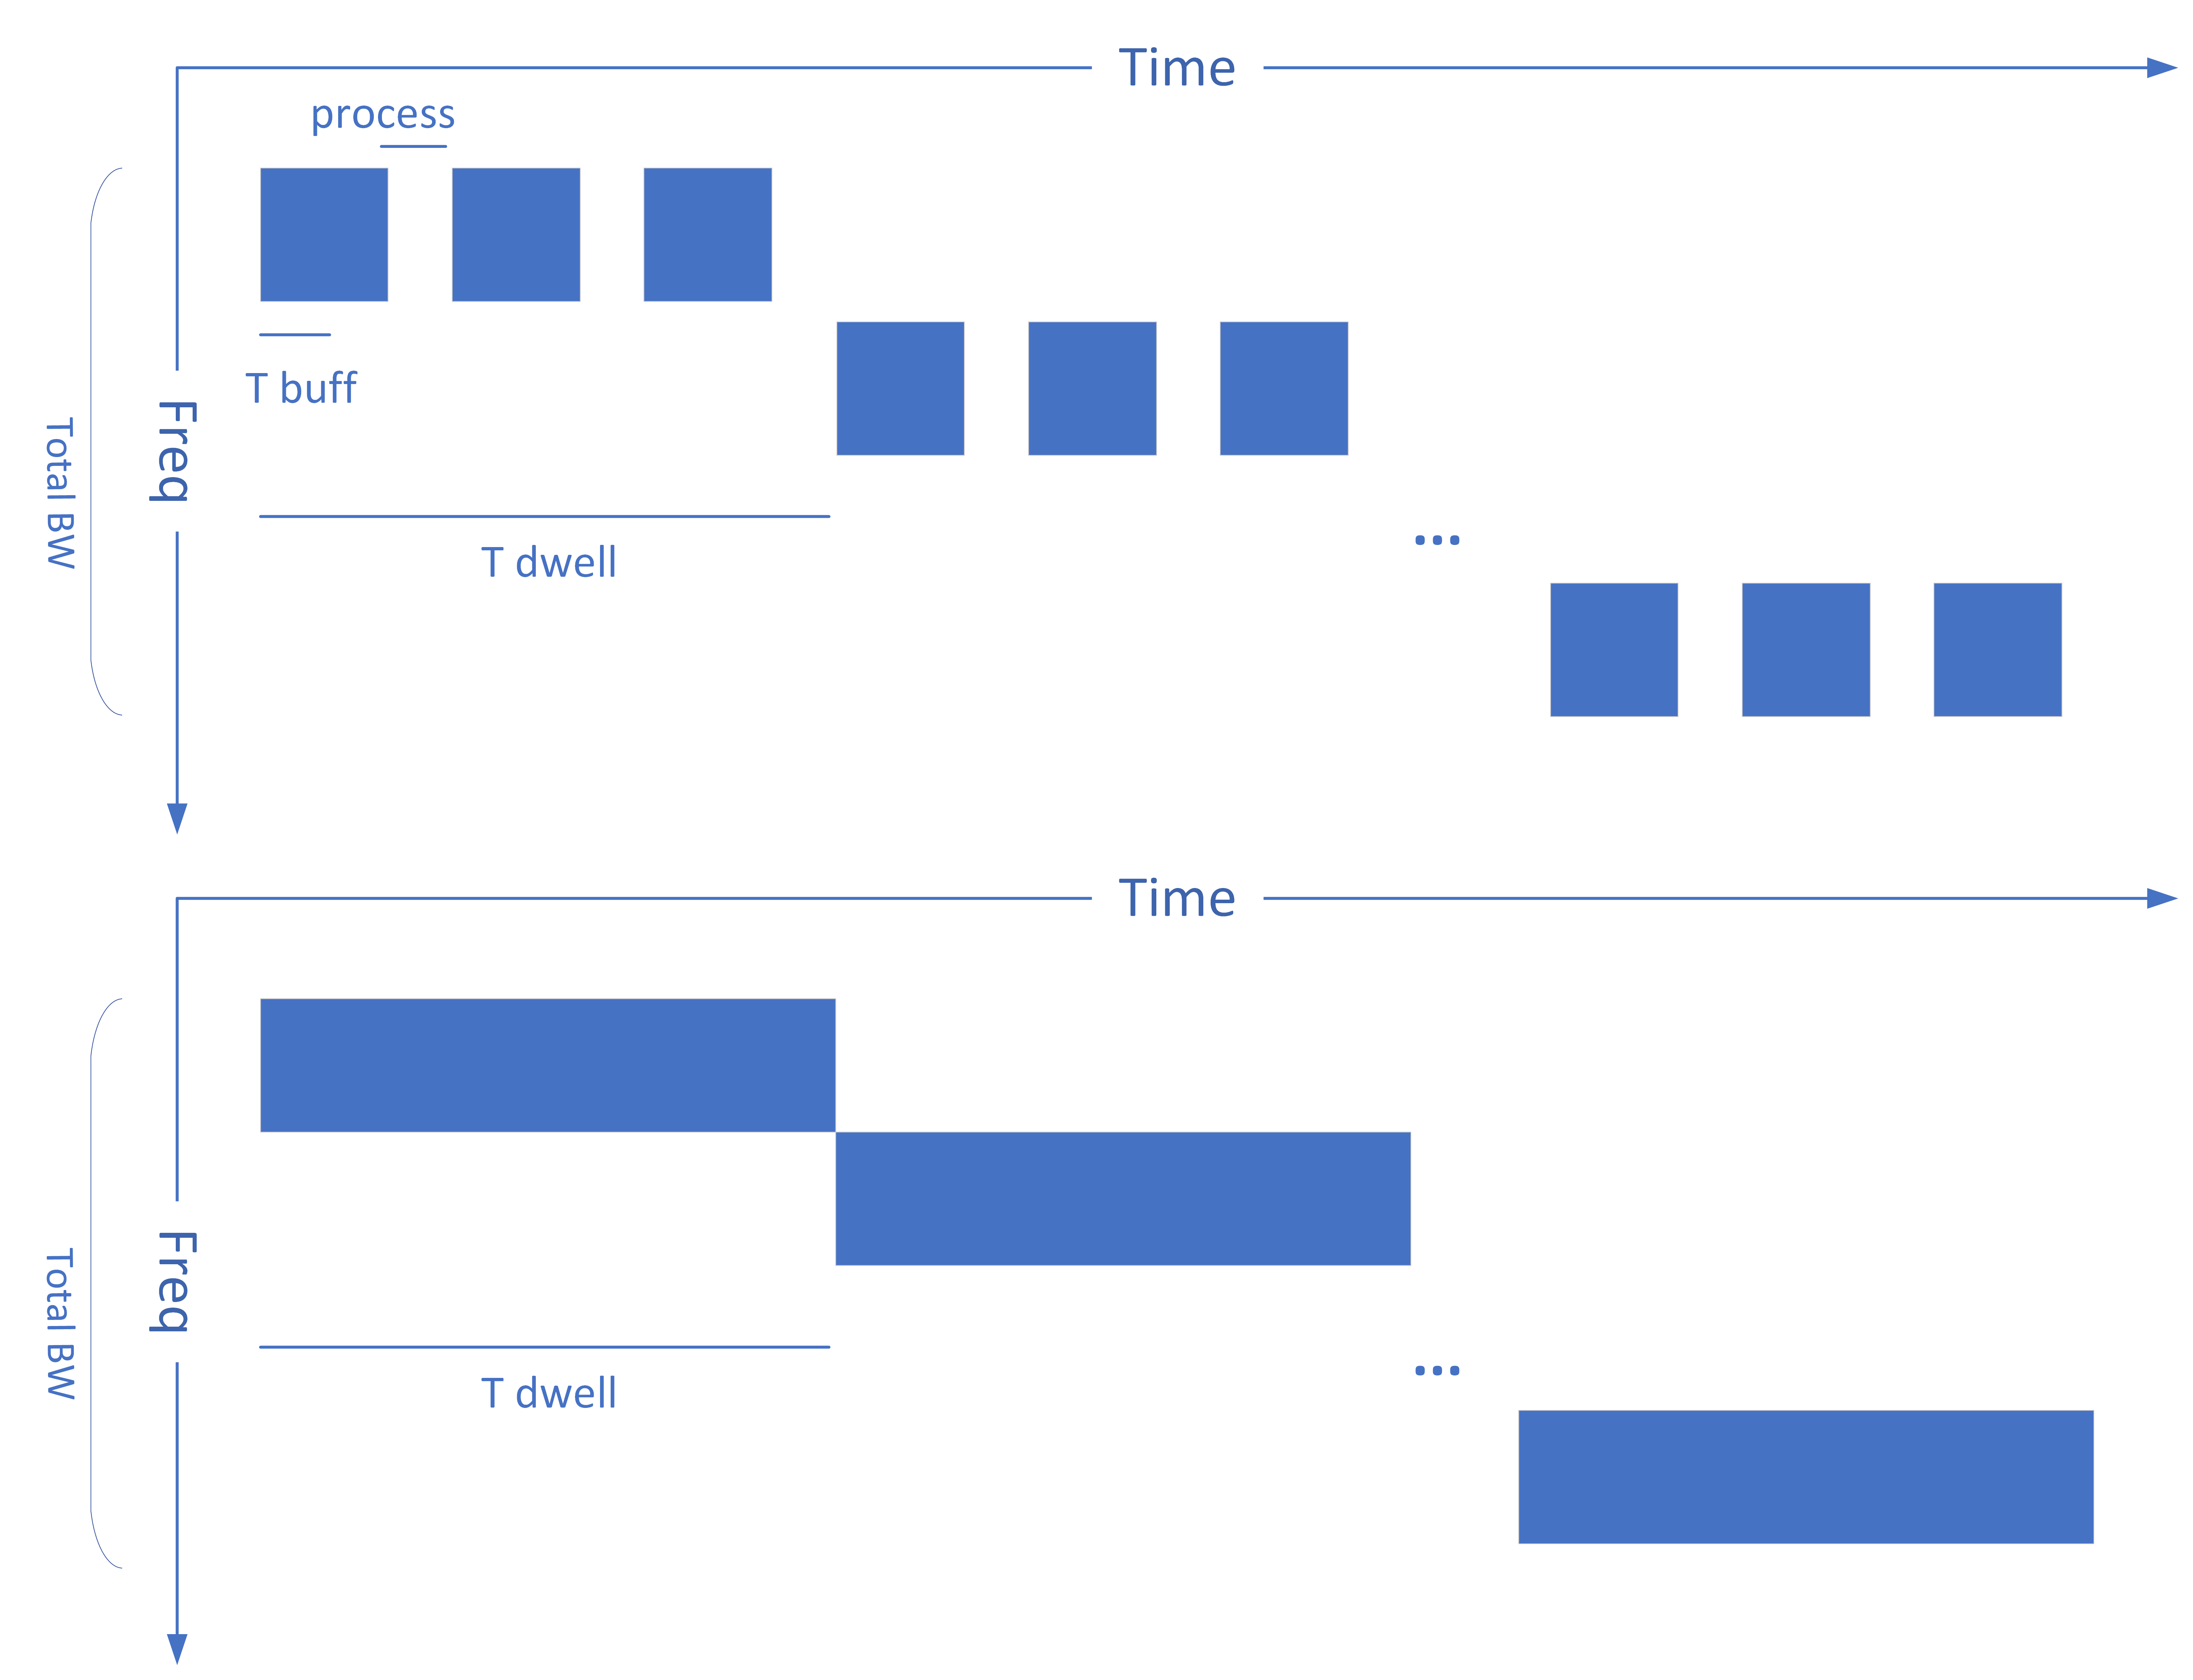 Time
process
T buff
Freq
Total BW
T dwell
...
Time
Freq
Total BW
T dwell
...